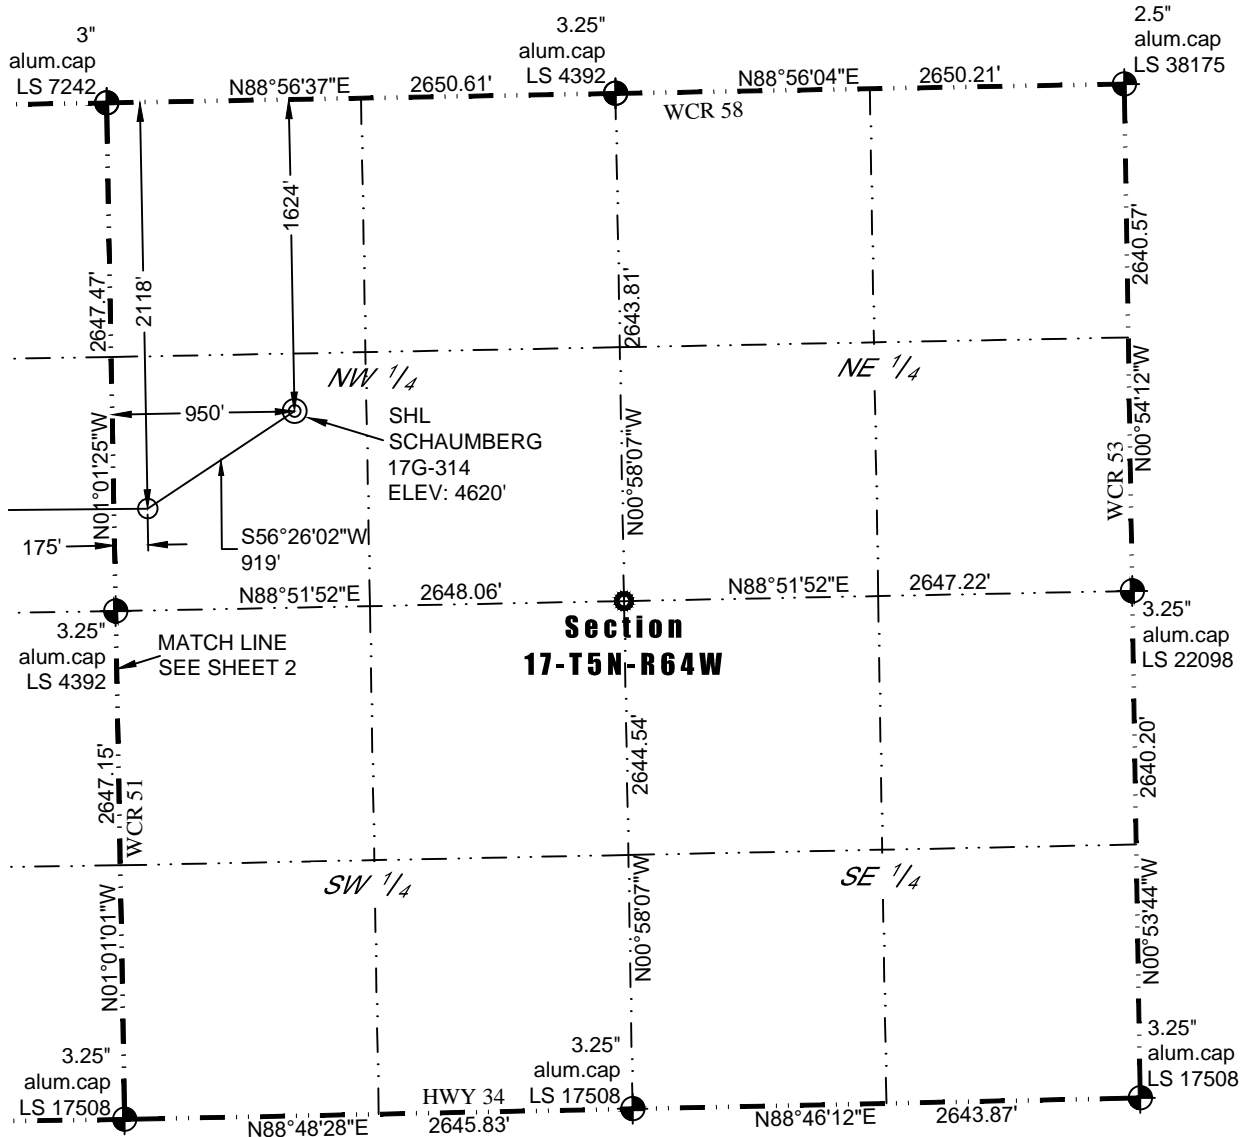 3"
alum.cap
LS 7242
3.25"
alum.cap
LS 4392
2.5"
alum.cap
LS 38175
N88°56'37"E
2650.61'
N88°56'04"E
2650.21'
WCR 58
1624'
2118'
2647.47'
2643.81'
2640.57'
NW 1/4
NE 1/4
950'
SHL
SCHAUMBERG
17G-314
ELEV: 4620'
N01°01'25"W
N00°58'07"W
N00°54'12"W
WCR 53
175'
S56°26'02"W
919'
N88°51'52"E
2648.06'
N88°51'52"E
2647.22'
3.25"
alum.cap
LS 4392
MATCH LINE
SEE SHEET 2
Section
17-T5N-R64W
3.25"
alum.cap
LS 22098
2647.15'
WCR 51
2644.54'
2640.20'
SW 1/4
SE 1/4
N01°01'01"W
N00°58'07"W
N00°53'44"W
3.25"
alum.cap
LS 17508
HWY 34
3.25"
alum.cap
LS 17508
3.25"
alum.cap
LS 17508
N88°48'28"E
2645.83'
N88°46'12"E
2643.87'